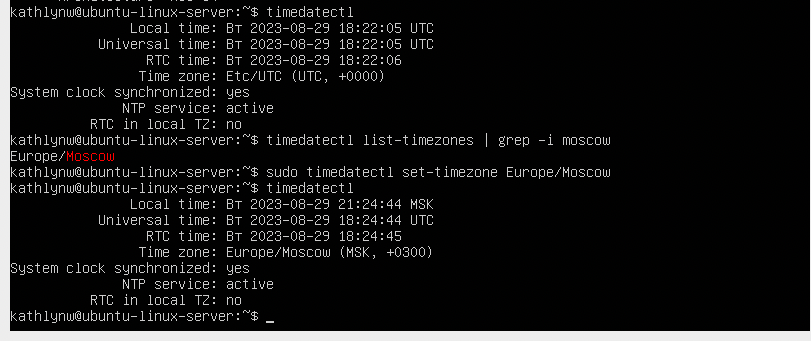 kathlynw@ubuntu-linux-server:~$ timedatectl
Local time: Вт 2023-08-29 18:22:05 UTC
Universal time: Вт 2023-08-29 18:22:05 UTC
RTC time: Вт 2023-08-29 18:22:06
Time zone: Etc/UTC (UTC, +0000)
System clock synchronized: yes
NTP service: active
RTC in local TZ: no
kathlynw@ubuntu-linux-server:~$ timedatectl list-timezones | grep -i moscow
Europe/Moscow
kathlynw@ubuntu-linux-server:~$ sudo timedatectl set-timezone Europe/Moscow
kathlynw@ubuntu-linux-server:~$ timedatectl
Local time: Вт 2023-08-29 21:24:44 MSK
Universal time: Вт 2023-08-29 18:24:44 UTC
RTC time: Вт 2023-08-29 18:24:45
Time zone: Europe/Moscow (MSK, +0300)
System clock synchronized: yes
NTP service: active
RTC in local TZ: no
kathlynw@ubuntu-linux-server:~$ _